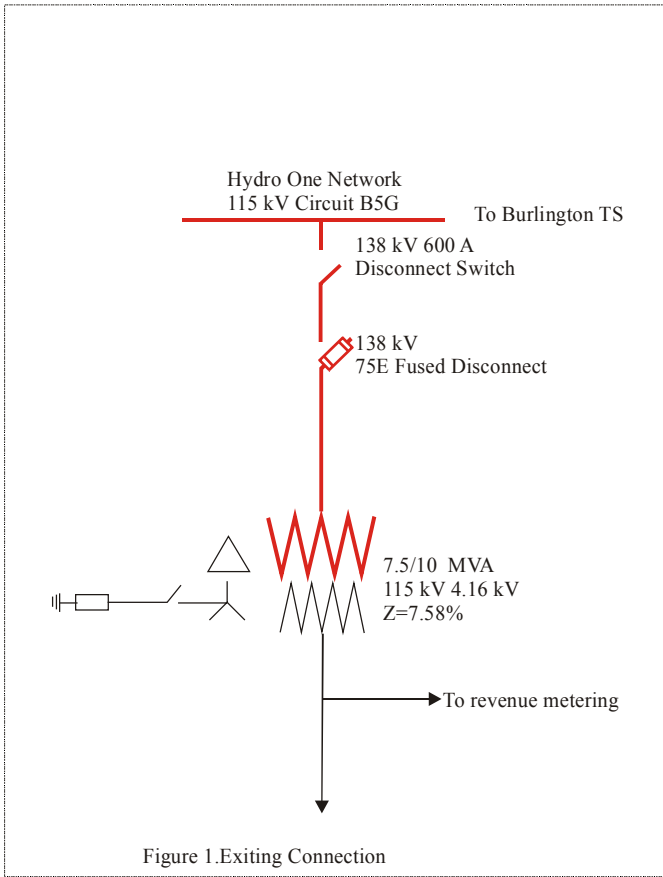 Hydro One Network
115 kV Circuit B5G
To Burlington TS
138 kV 600 A
Disconnect Switch
138 kV
75E Fused Disconnect
7.5/10 MVA
115 kV 4.16 kV
Z=7.58%
To revenue metering
Figure 1.Exiting Connection